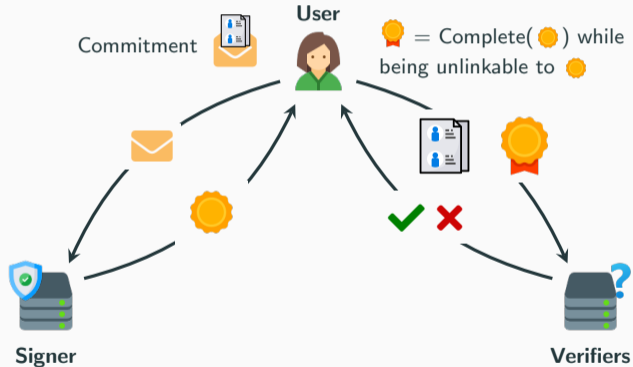 User
Commitment
= Complete( ) while
being unlinkable to
?
Signer
Verifiers